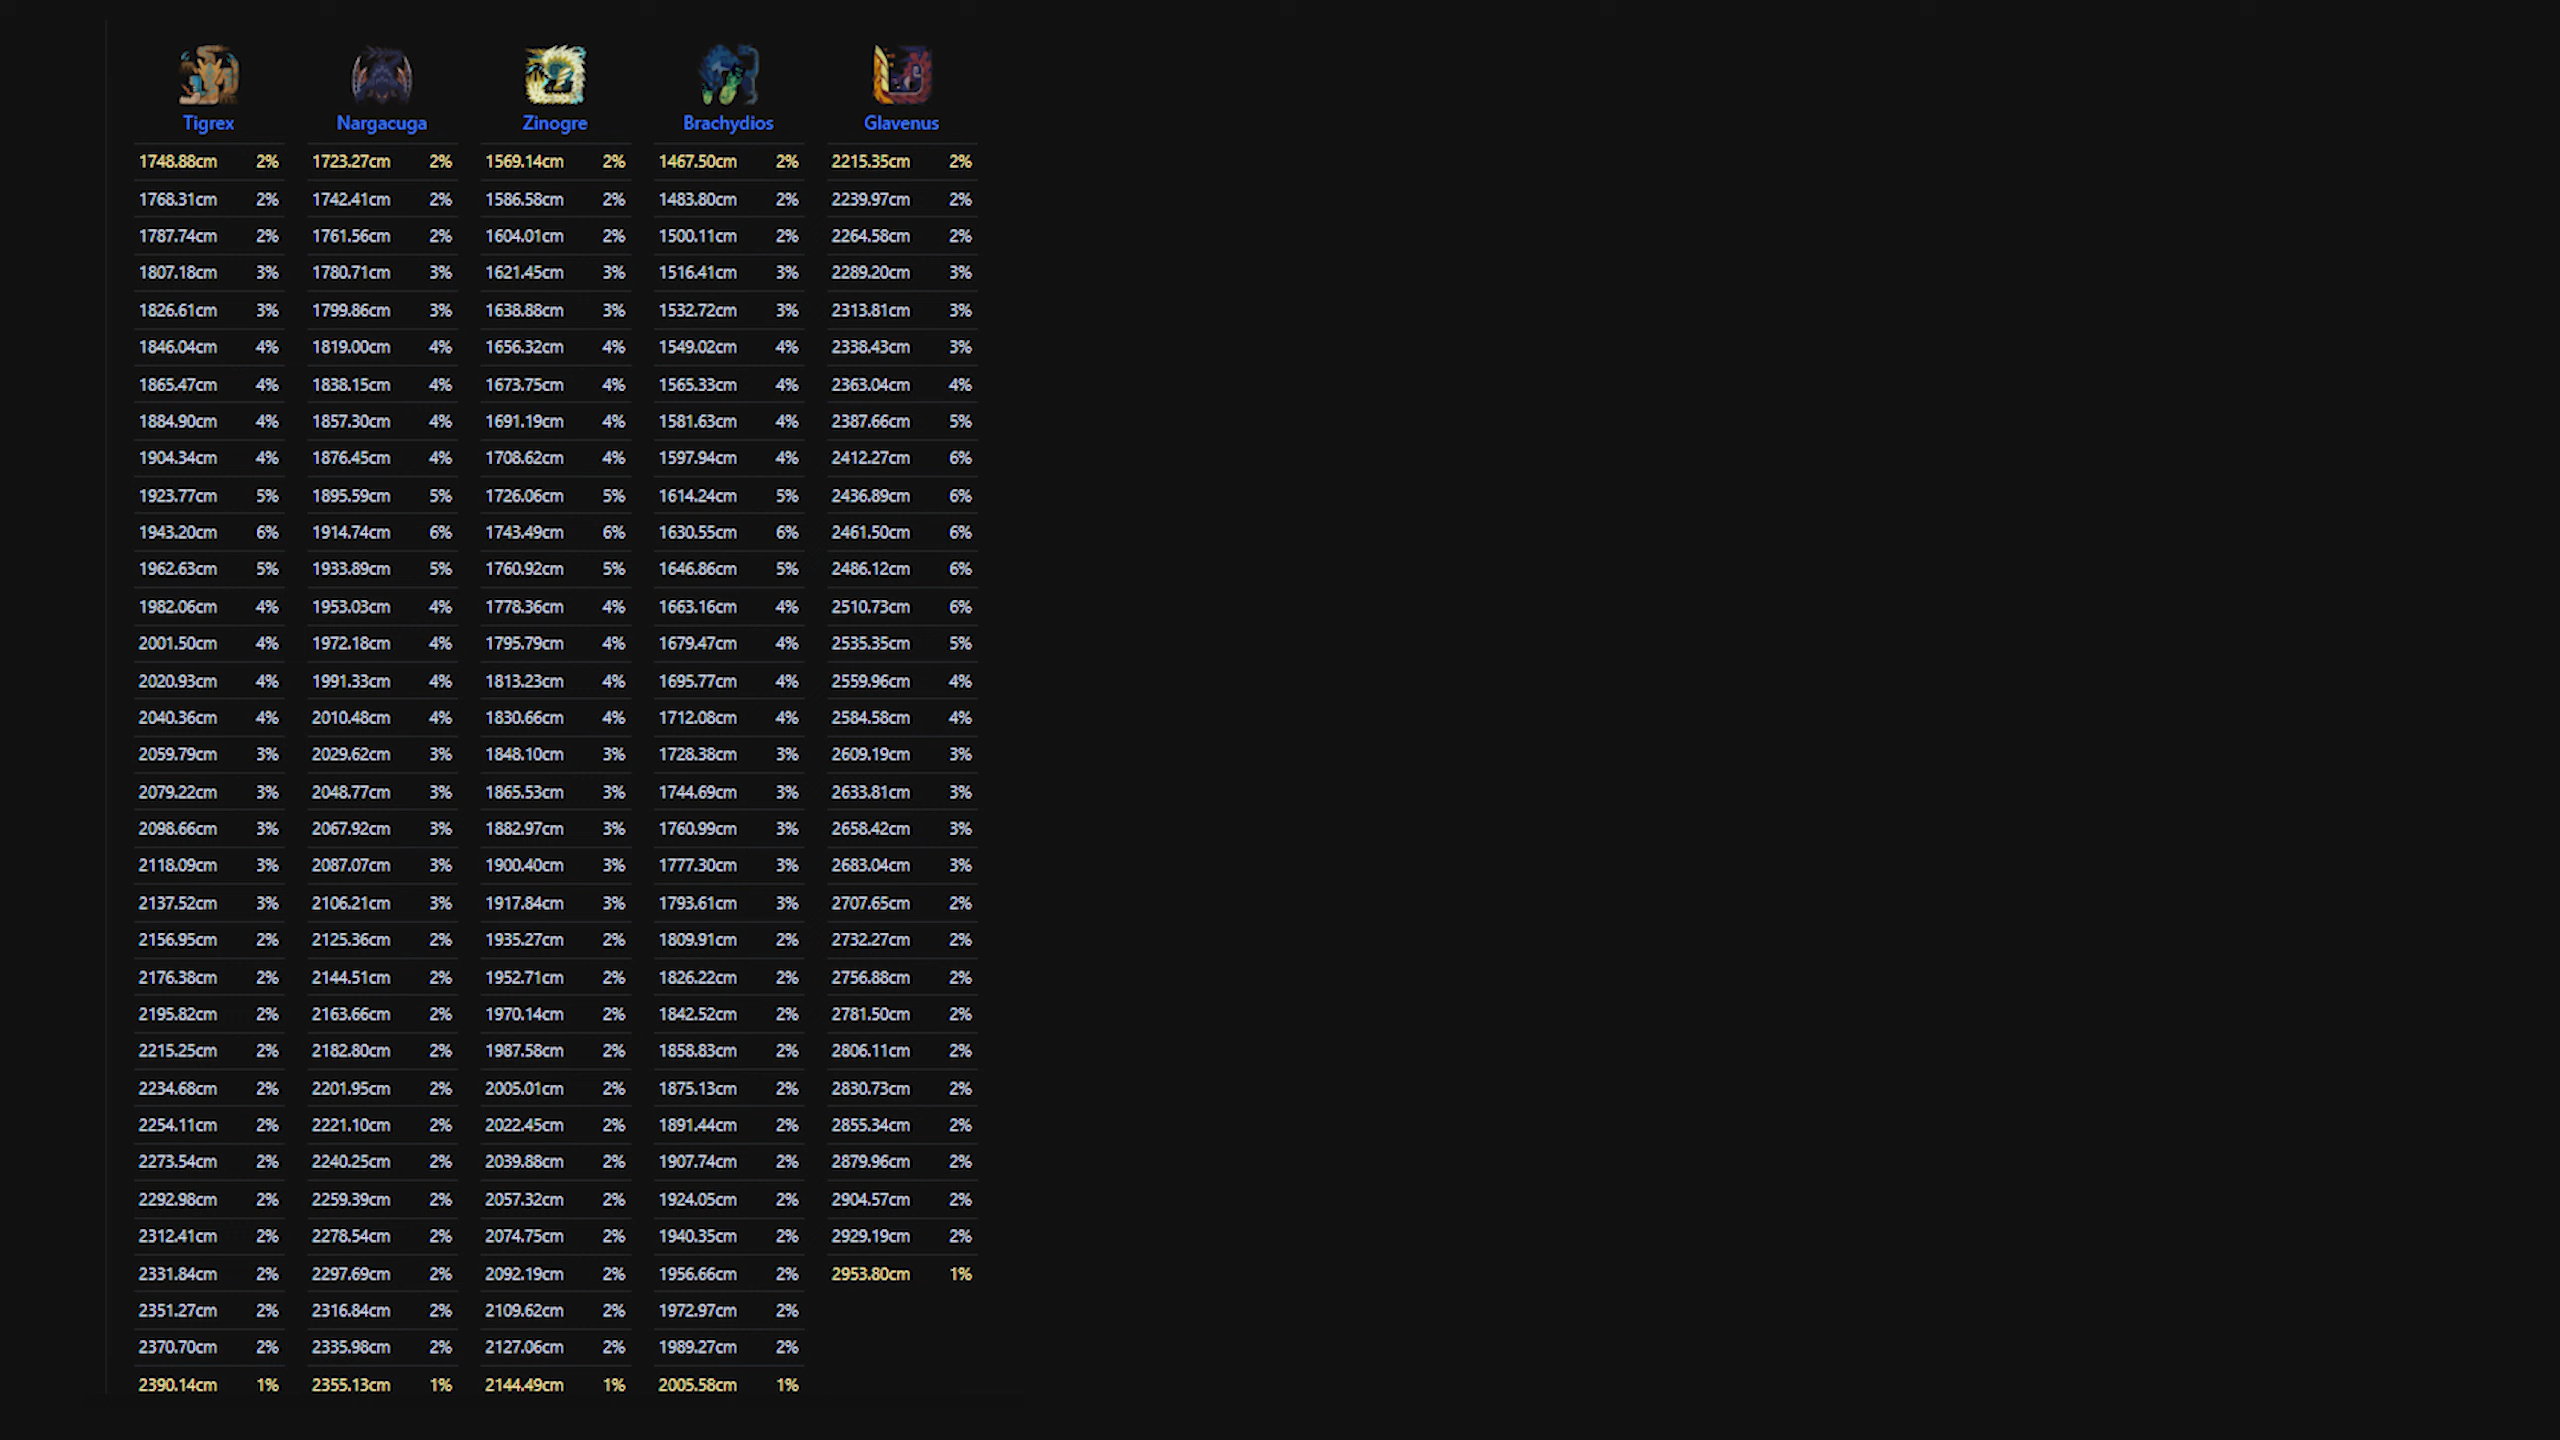 Tigrex Nargacuga Zinogre Brachydios Glavenus
1748.88cm 2% 1723.27cm 2% 1569.14cm 2% 1467.50cm 2% 2215.35cm 2%
1768.31cm 2% 1742.41cm 2% 1586.58cm 2% 1483.80cm 2% 2239.97cm 2%
1787.74cm 2% 1761.56cm 2% 1604.01cm 2% 1500.11cm 2% 2264.58cm 2%
1807.18cm 3% 1780.71cm 3% 1621.45cm 3% 1516.41cm 3% 2289.20cm 3%
1826.61cm 3% 1799.86cm 3% 1638.88cm 3% 1532.72cm 3% 2313.81cm 3%
1846.04cm 4% 1819.00cm 4% 1656.32cm 4% 1549.02cm 4% 2338.43cm 3%
1865.47cm 4% 1838.15cm 4% 1673.75cm 4% 1565.33cm 4% 2363.04cm 4%
1884.90cm 4% 1857.30cm 4% 1691.19cm 4% 1581.63cm 4% 2387.66cm 5%
1904.34cm 4% 1876.45cm 4% 1708.62cm 4% 1597.94cm 4% 2412.27cm 6%
1923.77cm 5% 1895.59cm 5% 1726.06cm 5% 1614.24cm 5% 2436.89cm 6%
1943.20cm 6% 1914.74cm 6% 1743.49cm 6% 1630.55cm 6% 2461.50cm 6%
1962.63cm 5% 1933.89cm 5% 1760.92cm 5% 1646.86cm 5% 2486.12cm 6%
1982.06cm 4% 1953.03cm 4% 1778.36cm 4% 1663.16cm 4% 2510.73cm 6%
2001.50cm 4% 1972.18cm 4% 1795.79cm 4% 1679.47cm 4% 2535.35cm 5%
2020.93cm 4% 1991.33cm 4% 1813.23cm 4% 1695.77cm 4% 2559.96cm 4%
2040.36cm 4% 2010.48cm 4% 1830.66cm 4% 1712.08cm 4% 2584.58cm 4%
2059.79cm 3% 2029.62cm 3% 1848.10cm 3% 1728.38cm 3% 2609.19cm 3%
2079.22cm 3% 2048.77cm 3% 1865.53cm 3% 1744.69cm 3% 2633.81cm 3%
2098.66cm 3% 2067.92cm 3% 1882.97cm 3% 1760.99cm 3% 2658.42cm 3%
2118.09cm 3% 2087.07cm 3% 1900.40cm 3% 1777.30cm 3% 2683.04cm 3%
2137.52cm 3% 2106.21cm 3% 1917.84cm 3% 1793.61cm 3% 2707.65cm 2%
2156.95cm 2% 2125.36cm 2% 1935.27cm 2% 1809.91cm 2% 2732.27cm 2%
2176.38cm 2% 2144.51cm 2% 1952.71cm 2% 1826.22cm 2% 2756.88cm 2%
2195.82cm 2% 2163.66cm 2% 1970.14cm 2% 1842.52cm 2% 2781.50cm 2%
2215.25cm 2% 2182.80cm 2% 1987.58cm 2% 1858.83cm 2% 2806.11cm 2%
2234.68cm 2% 2201.95cm 2% 2005.01cm 2% 1875.13cm 2% 2830.73cm 2%
2254.11cm 2% 2221.10cm 2% 2022.45cm 2% 1891.44cm 2% 2855.34cm 2%
2273.54cm 2% 2240.25cm 2% 2039.88cm 2% 1907.74cm 2% 2879.96cm 2%
2292.98cm 2% 2259.39cm 2% 2057.32cm 2% 1924.05cm 2% 2904.57cm 2%
2312.41cm 2% 2278.54cm 2% 2074.75cm 2% 1940.35cm 2% 2929.19cm 2%
2331.84cm 2% 2297.69cm 2% 2092.19cm 2% 1956.66cm 2% 2953.80cm 1%
2351.27cm 2% 2316.84cm 2% 2109.62cm 2% 1972.97cm 2%
2370.70cm 2% 2335.98cm 2% 2127.06cm 2% 1989.27cm 2%
2390.14cm 1% 2355.13cm 1% 2144.49cm 1% 2005.58cm 1%